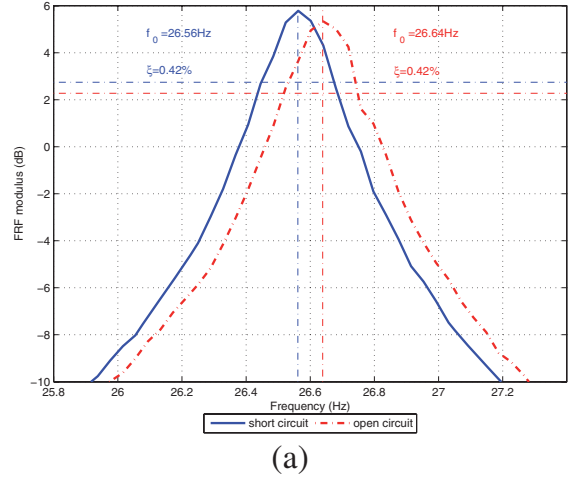 6
4
2
0
−2
−4
−6
−8
−10
FRF modulus (dB)
f 0 =26.56Hz
ξ=0.42%
f 0 =26.64Hz
ξ=0.42%
25.8 26 26.2 26.4 26.6 26.8 27 27.2
Frequency (Hz)
short circuit open circuit
(a)